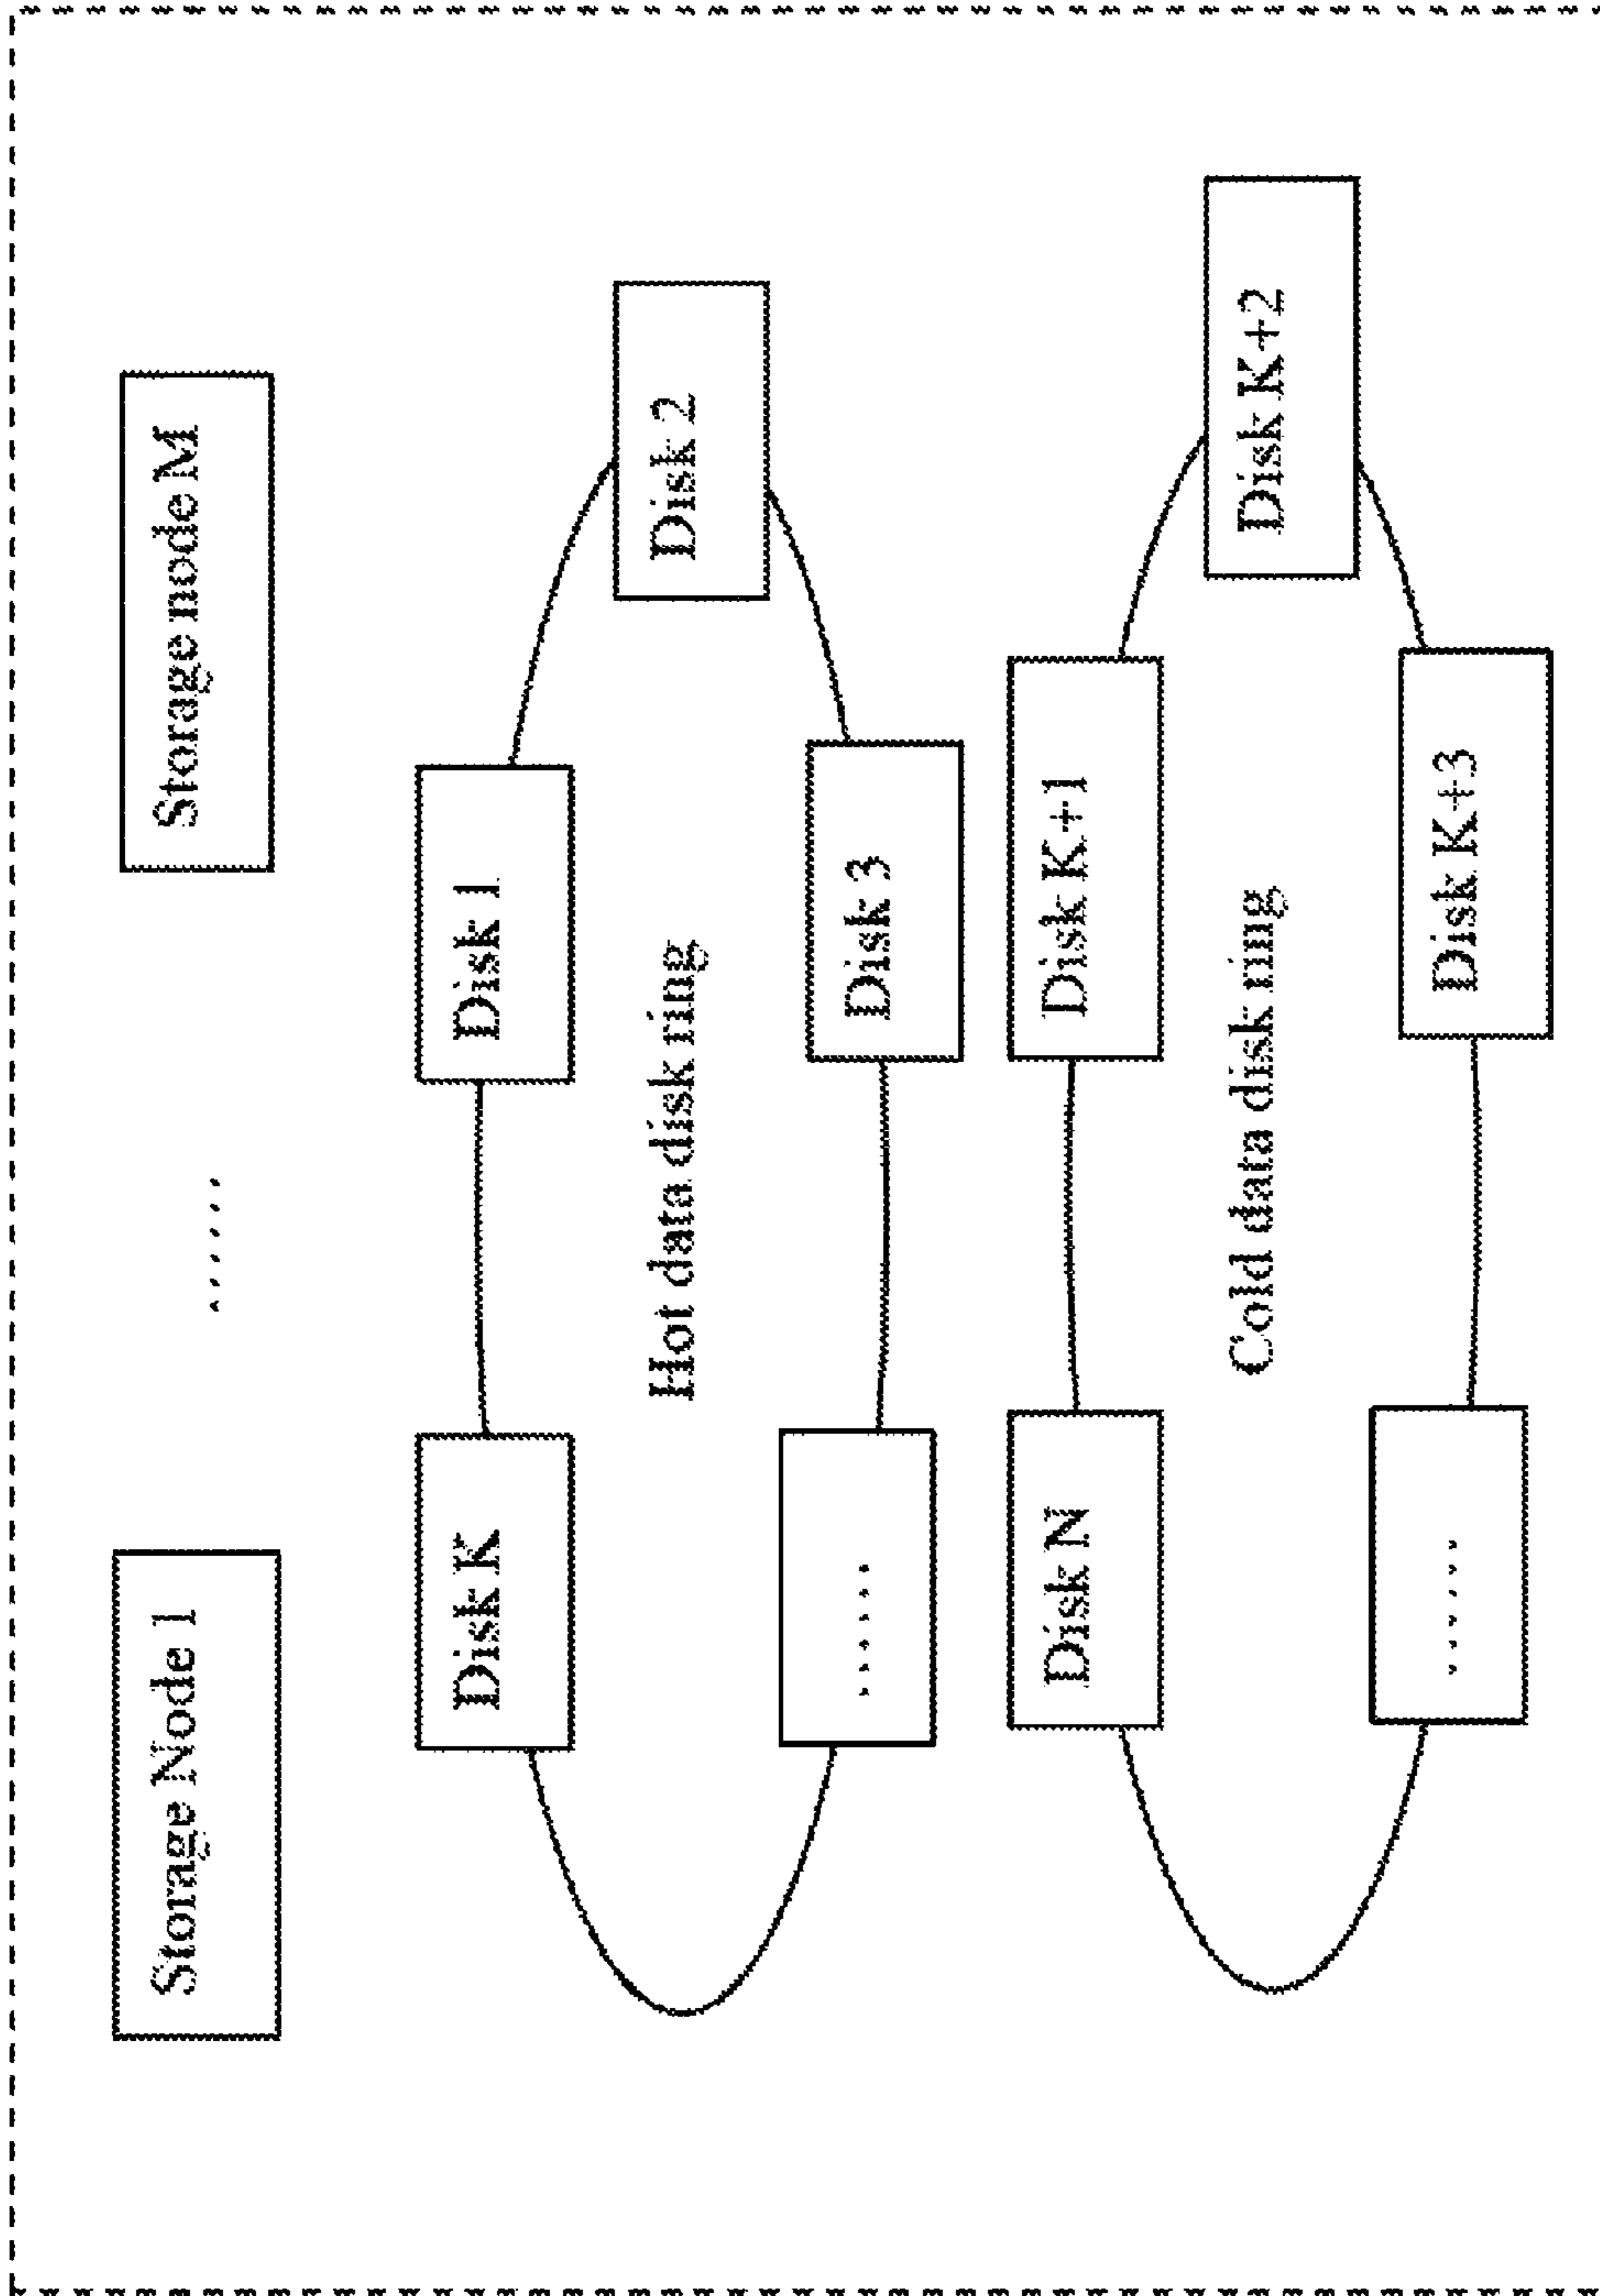 Storage Node 1
......
Storage node M
Disk K
Disk 1
Disk 2
Hot data disk ring
......
Disk 3
Disk N
Disk K+1
Disk K+2
Cold data disk ring
......
Disk K+3